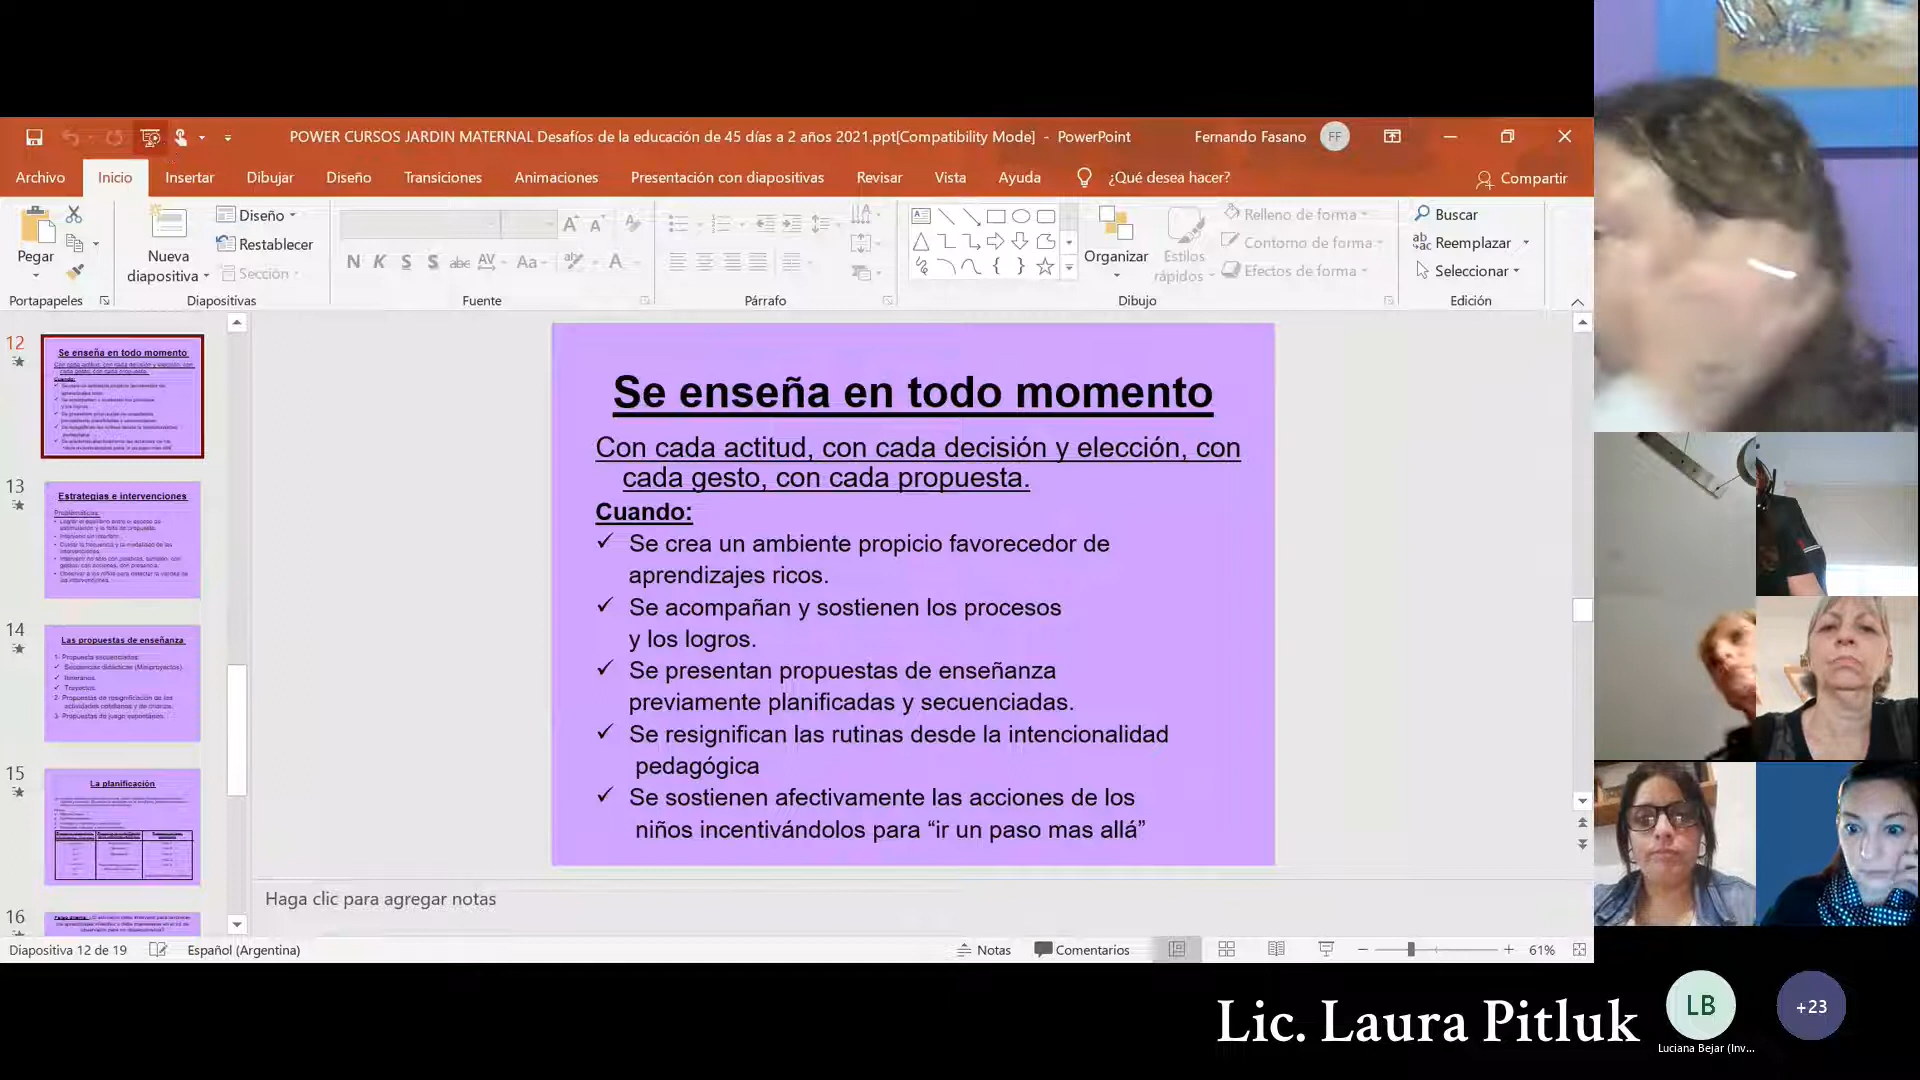 POWER CURSOS JARDIN MATERNAL Desafíos de la educación de 45 días a 2 años 2021.ppt[Compatibility Mode] - PowerPoint
Fernando Fasano
FF
Archivo
Inicio
Insertar
Dibujar
Diseño
Transiciones
Animaciones
Presentación con diapositivas
Revisar
Vista
Ayuda
¿Qué desea hacer?
Compartir
Pegar
Portapapeles
Nueva
diapositiva
Diseño
Restablecer
Sección
Diapositivas
N K S S abc AV Aa A
Fuente
Párrafo
Organizar
Estilos
rápidos
Relleno de forma
Contorno de forma
Efectos de forma
Dibujo
Buscar
Reemplazar
Seleccionar
Edición
12
Se enseña en todo momento
13
Estrategias e intervenciones
14
Las propuestas de enseñanza
15
La planificación
16
Se enseña en todo momento
Con cada actitud, con cada decisión y elección, con
cada gesto, con cada propuesta.
Cuando:
✓ Se crea un ambiente propicio favorecedor de
aprendizajes ricos.
✓ Se acompañan y sostienen los procesos
y los logros.
✓ Se presentan propuestas de enseñanza
previamente planificadas y secuenciadas.
✓ Se resignifican las rutinas desde la intencionalidad
pedagógica
✓ Se sostienen afectivamente las acciones de los
niños incentivándolos para “ir un paso mas allá”
Haga clic para agregar notas
Diapositiva 12 de 19
Español (Argentina)
Notas
Comentarios
61%
Lic. Laura Pitluk
LB
Luciana Bejar (Inv...
+23